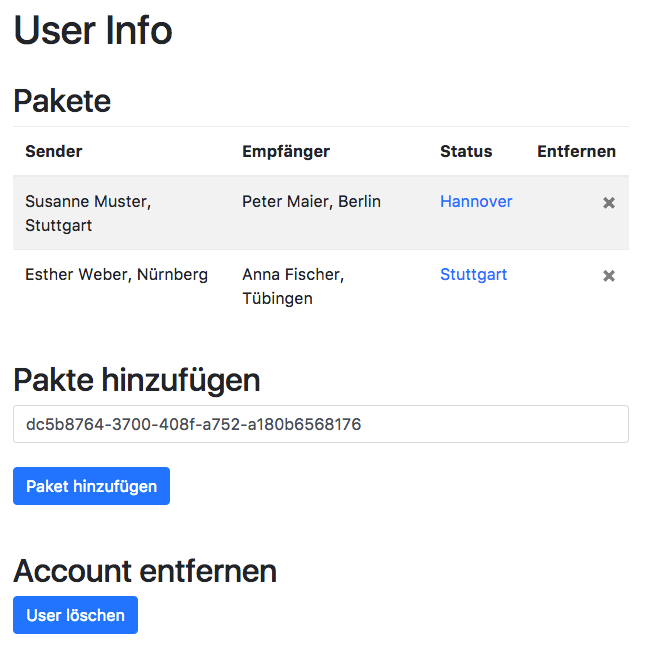 User Info
Pakete
Sender Empfänger Status Entfernen
Susanne Muster, Peter Maier, Berlin Hannover ×
Stuttgart
Esther Weber, Nürnberg Anna Fischer, Stuttgart ×
Tübingen
Pakte hinzufügen
dc5b8764-3700-408f-a752-a180b6568176
Paket hinzufügen
Account entfernen
User löschen